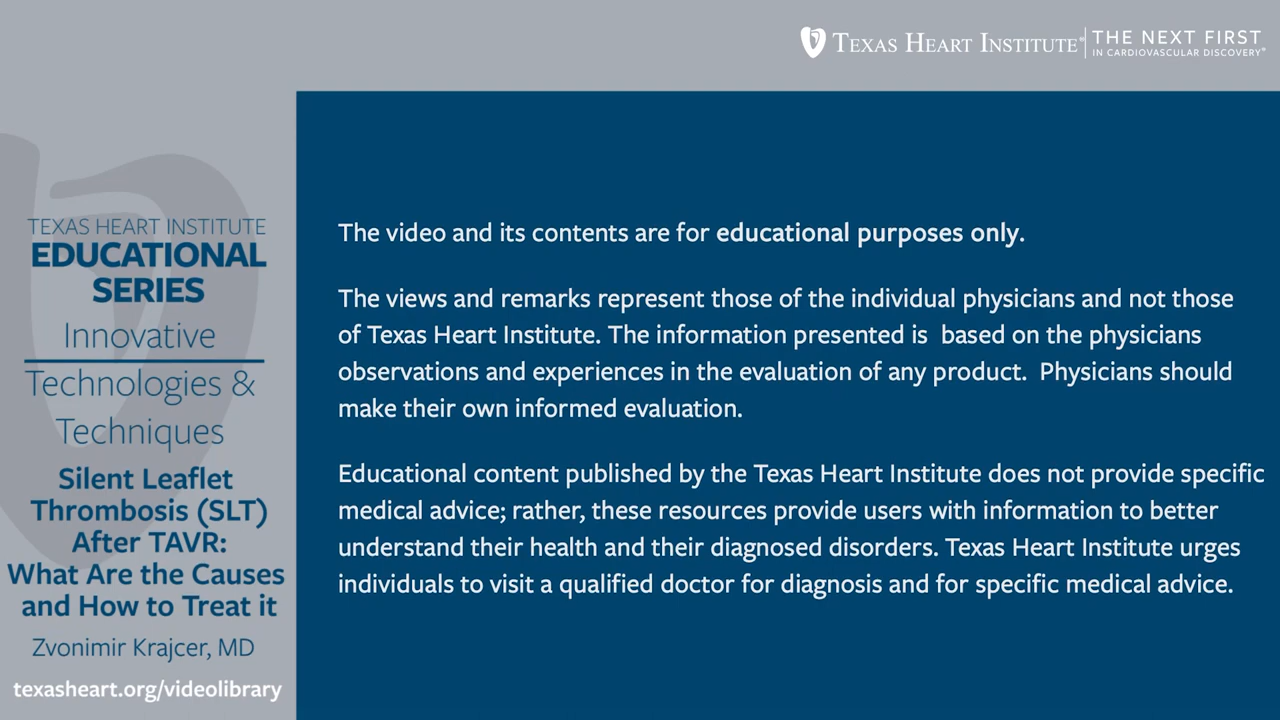 TEXAS HEART INSTITUTE®
THE NEXT FIRST
IN CARDIOVASCULAR DISCOVERY®
TEXAS HEART INSTITUTE
EDUCATIONAL
SERIES
Innovative
Technologies &
Techniques
Silent Leaflet
Thrombosis (SLT)
After TAVR:
What Are the Causes
and How to Treat it
Zvonimir Krajcer, MD
texasheart.org/videolibrary
The video and its contents are for educational purposes only.
The views and remarks represent those of the individual physicians and not those
of Texas Heart Institute. The information presented is  based on the physicians
observations and experiences in the evaluation of any product.  Physicians should
make their own informed evaluation.
Educational content published by the Texas Heart Institute does not provide specific
medical advice; rather, these resources provide users with information to better
understand their health and their diagnosed disorders. Texas Heart Institute urges
individuals to visit a qualified doctor for diagnosis and for specific medical advice.